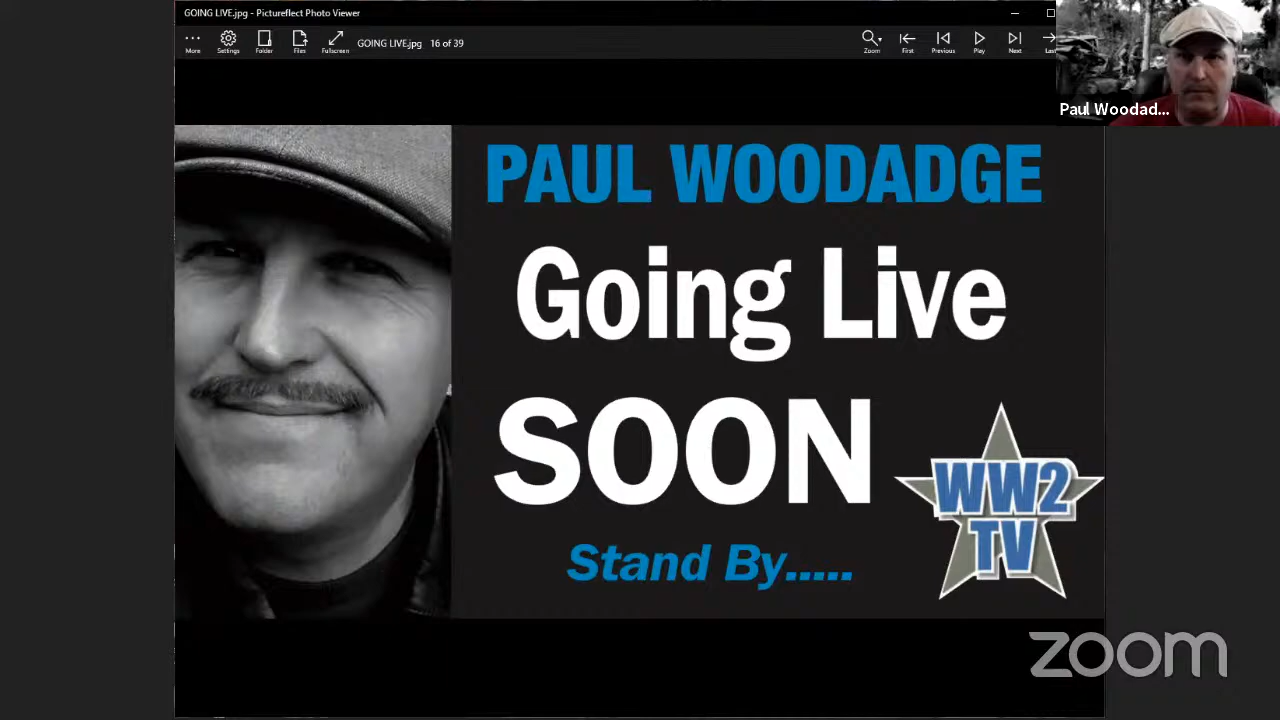 GOING LIVE.jpg - Pictureflect Photo Viewer
More
Settings
Folder
Files
Fullscreen
GOING LIVE.jpg 16 of 39
Zoom
First
Previous
Play
Next
Last
Paul Woodad...
PAUL WOODADGE
Going Live
SOON
WW2
TV
Stand By.....
zoom